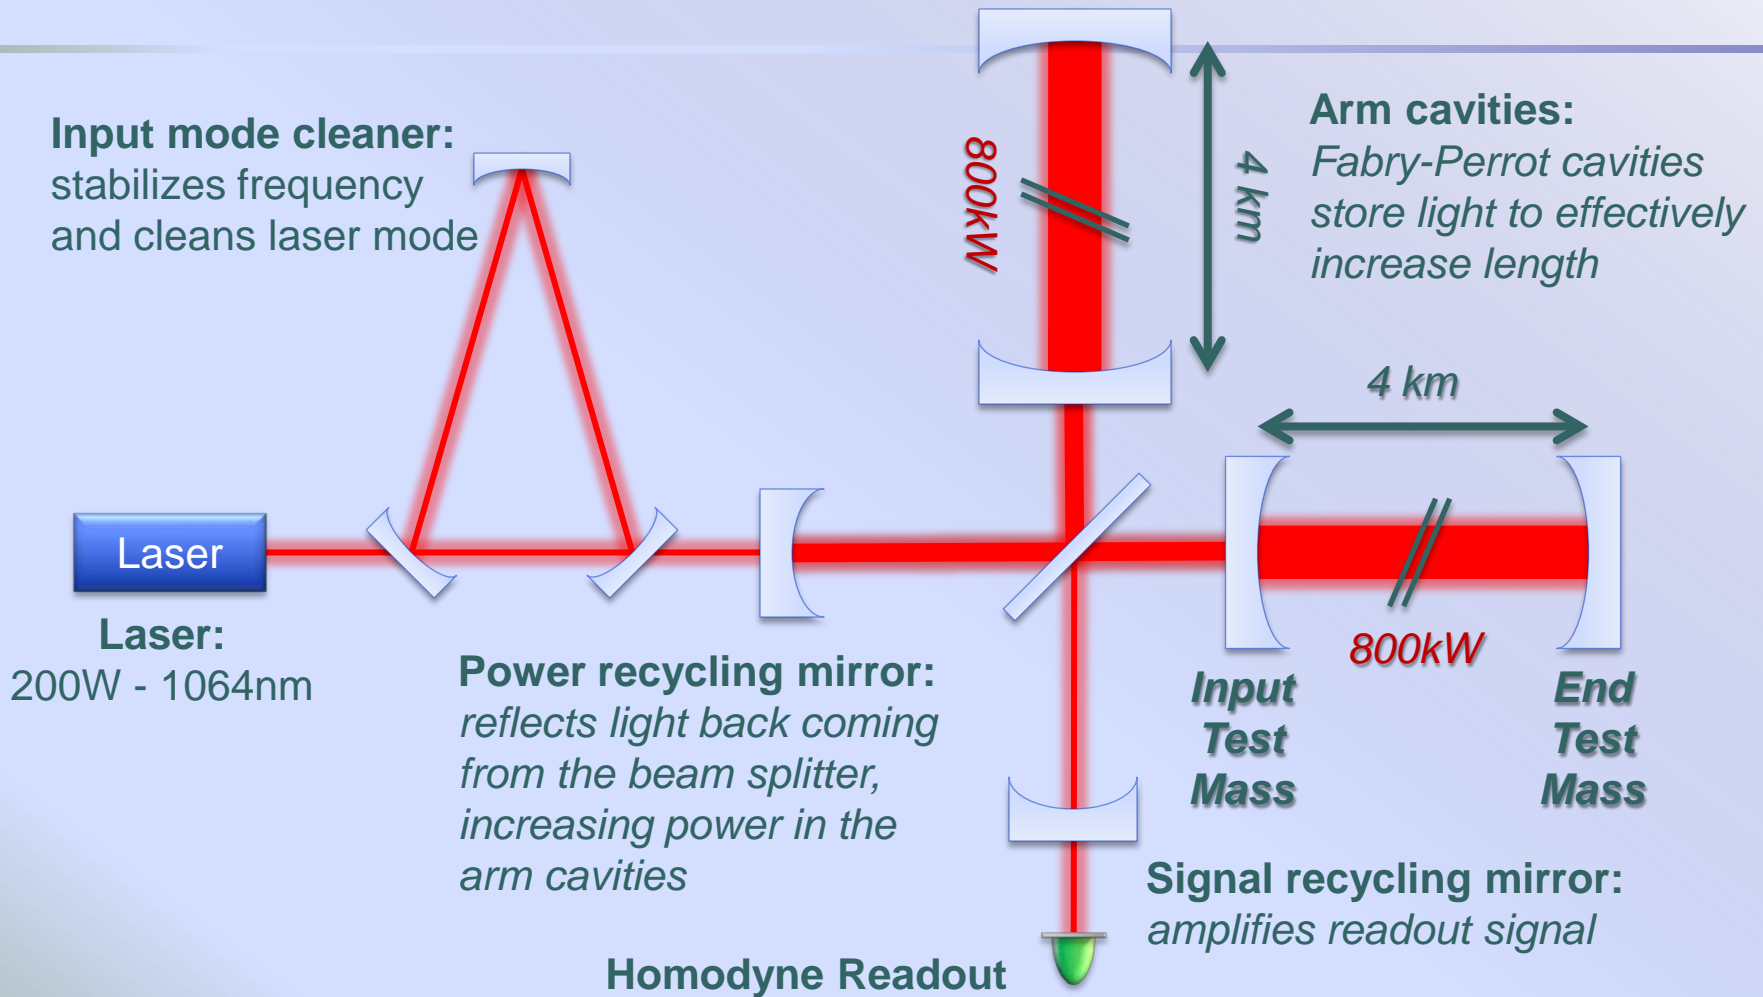 Input mode cleaner:
stabilizes frequency
and cleans laser mode
800kW
4 km
Arm cavities:
Fabry-Perrot cavities
store light to effectively
increase length
4 km
Laser
Laser:
200W - 1064nm
Power recycling mirror:
reflects light back coming
from the beam splitter,
increasing power in the
arm cavities
800kW
Input
Test
Mass
End
Test
Mass
Signal recycling mirror:
amplifies readout signal
Homodyne Readout